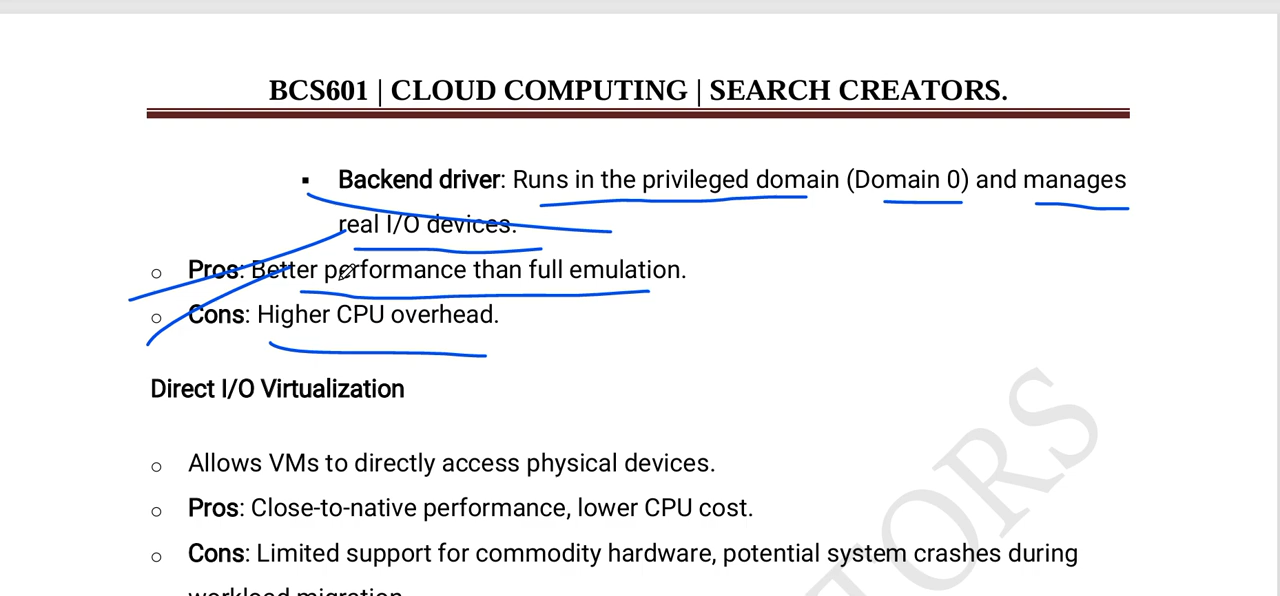 BCS601 | CLOUD COMPUTING | SEARCH CREATORS.
▪ Backend driver: Runs in the privileged domain (Domain 0) and manages
real I/O devices.
○ Pros: Better performance than full emulation.
○ Cons: Higher CPU overhead.
Direct I/O Virtualization
○ Allows VMs to directly access physical devices.
○ Pros: Close-to-native performance, lower CPU cost.
○ Cons: Limited support for commodity hardware, potential system crashes during
workload migration.